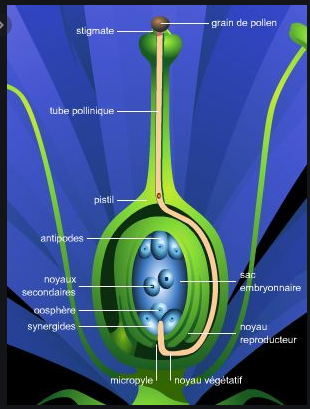 grain de pollen
stigmate
tube pollinique
pistil
antipodes
noyaux
secondaires
sac
embryonnaire
oosphère
synergides
noyau
reproducteur
micropyle
noyau végétatif